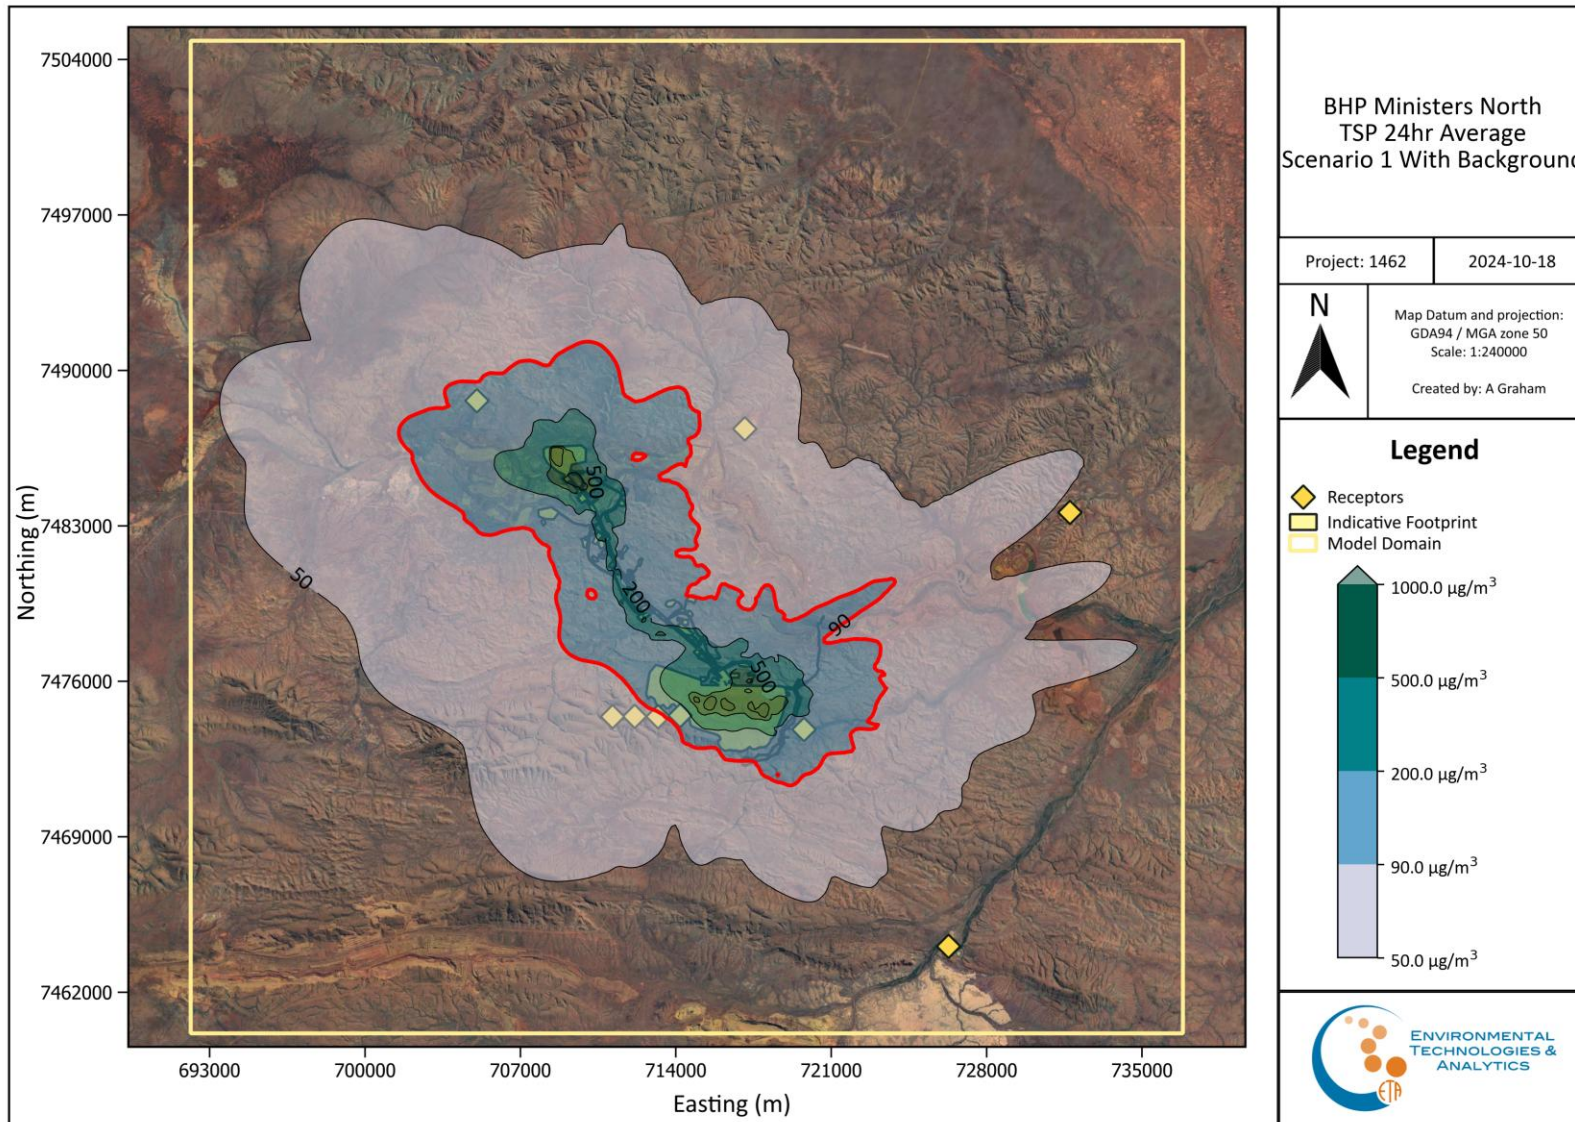 BHP Ministers North
TSP 24hr Average
Scenario 1 With Background
Project: 1462
2024-10-18
N
Map Datum and projection:
GDA94 / MGA zone 50
Scale: 1:240000
Created by: A Graham
Legend
Receptors
Indicative Footprint
Model Domain
1000.0 µg/m³
500.0 µg/m³
200.0 µg/m³
90.0 µg/m³
50.0 µg/m³
ENVIRONMENTAL
TECHNOLOGIES &
ANALYTICS
ETA
Northing (m)
7504000
7497000
7490000
7483000
7476000
7469000
7462000
500
50
200
90
500
693000
700000
707000
714000
721000
728000
735000
Easting (m)